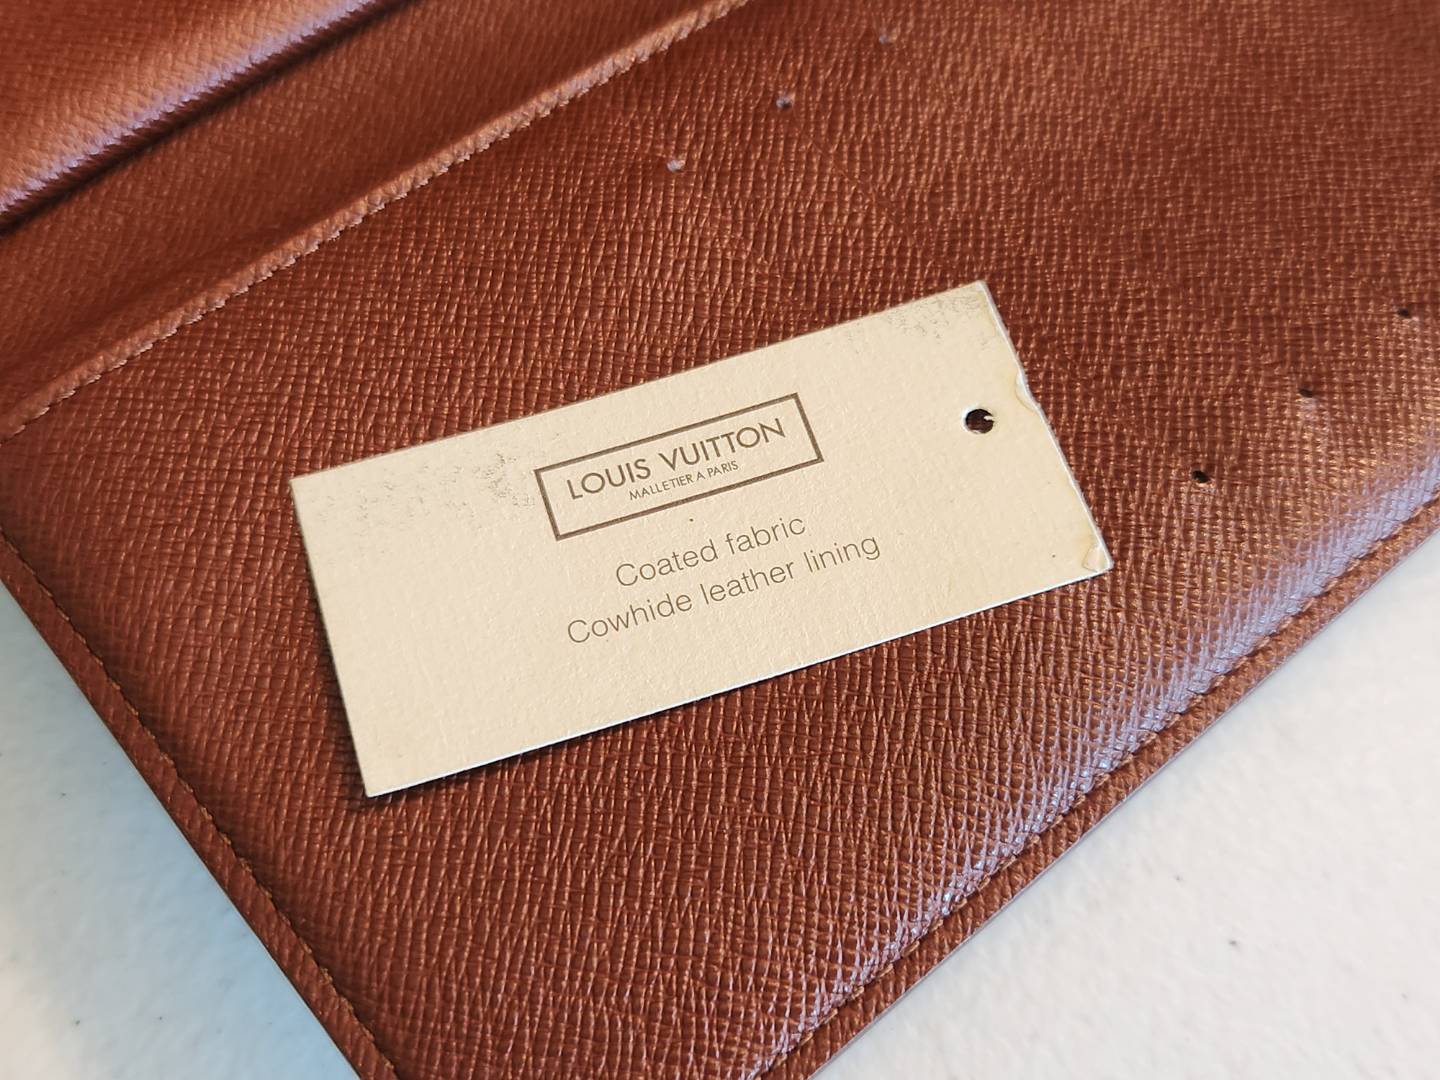 LOUIS VUITTON
MALLETIER A PARIS
Coated fabric
Cowhide leather lining